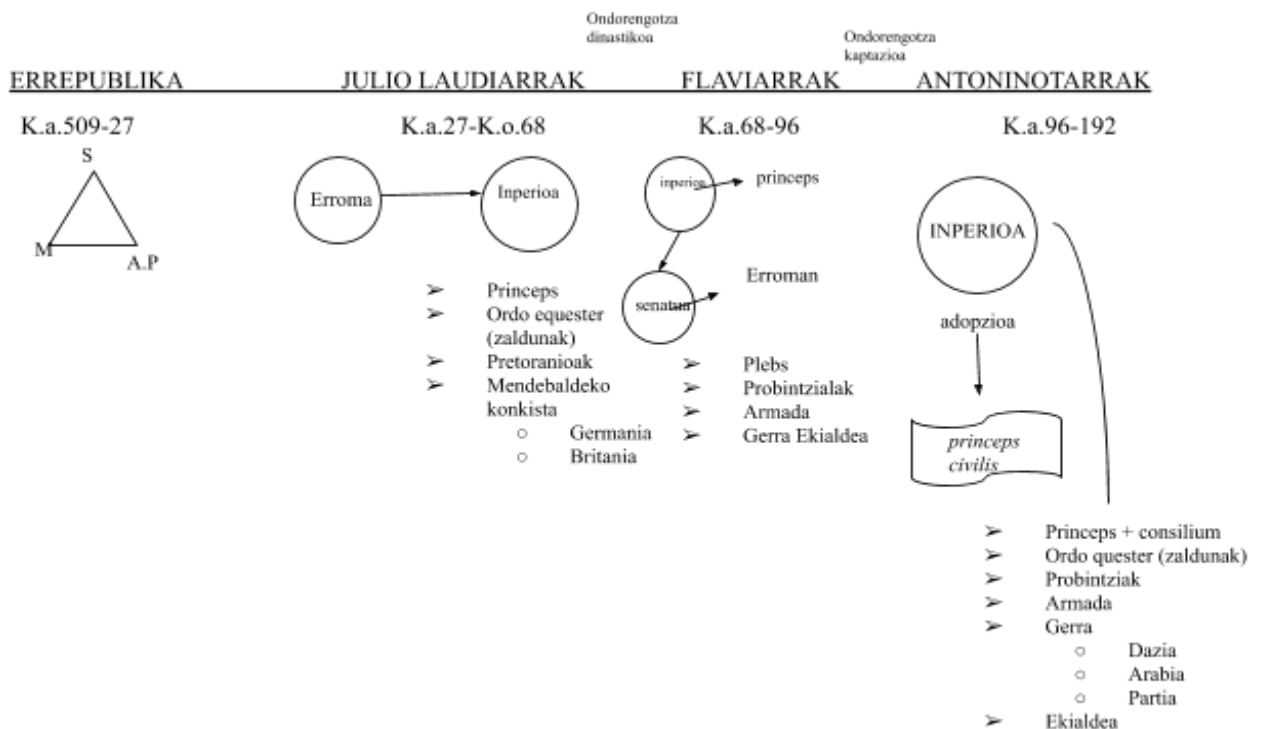 Ondorengotza
dinastikoa
Ondorengotza
kaptazioa
ERREPUBLIKA
JULIO LAUDIARRAK
FLAVIARRAK
ANTONINOTARRAK
K.a.509-27
K.a.27-K.o.68
K.a.68-96
K.a.96-192
S
M
A.P
Erroma
Inperioa
➢ Princeps
➢ Ordo equester
(zaldunak)
➢ Pretoranioak
➢ Mendebaldeko
konkista
○ Germania
○ Britania
inperioa
princeps
senatua
Erroman
➢ Plebs
➢ Probintzialak
➢ Armada
➢ Gerra Ekialdea
INPERIOA
adopzioa
princeps
civilis
➢ Princeps + consilium
➢ Ordo quester (zaldunak)
➢ Probintziak
➢ Armada
➢ Gerra
○ Dazia
○ Arabia
○ Partia
➢ Ekialdea